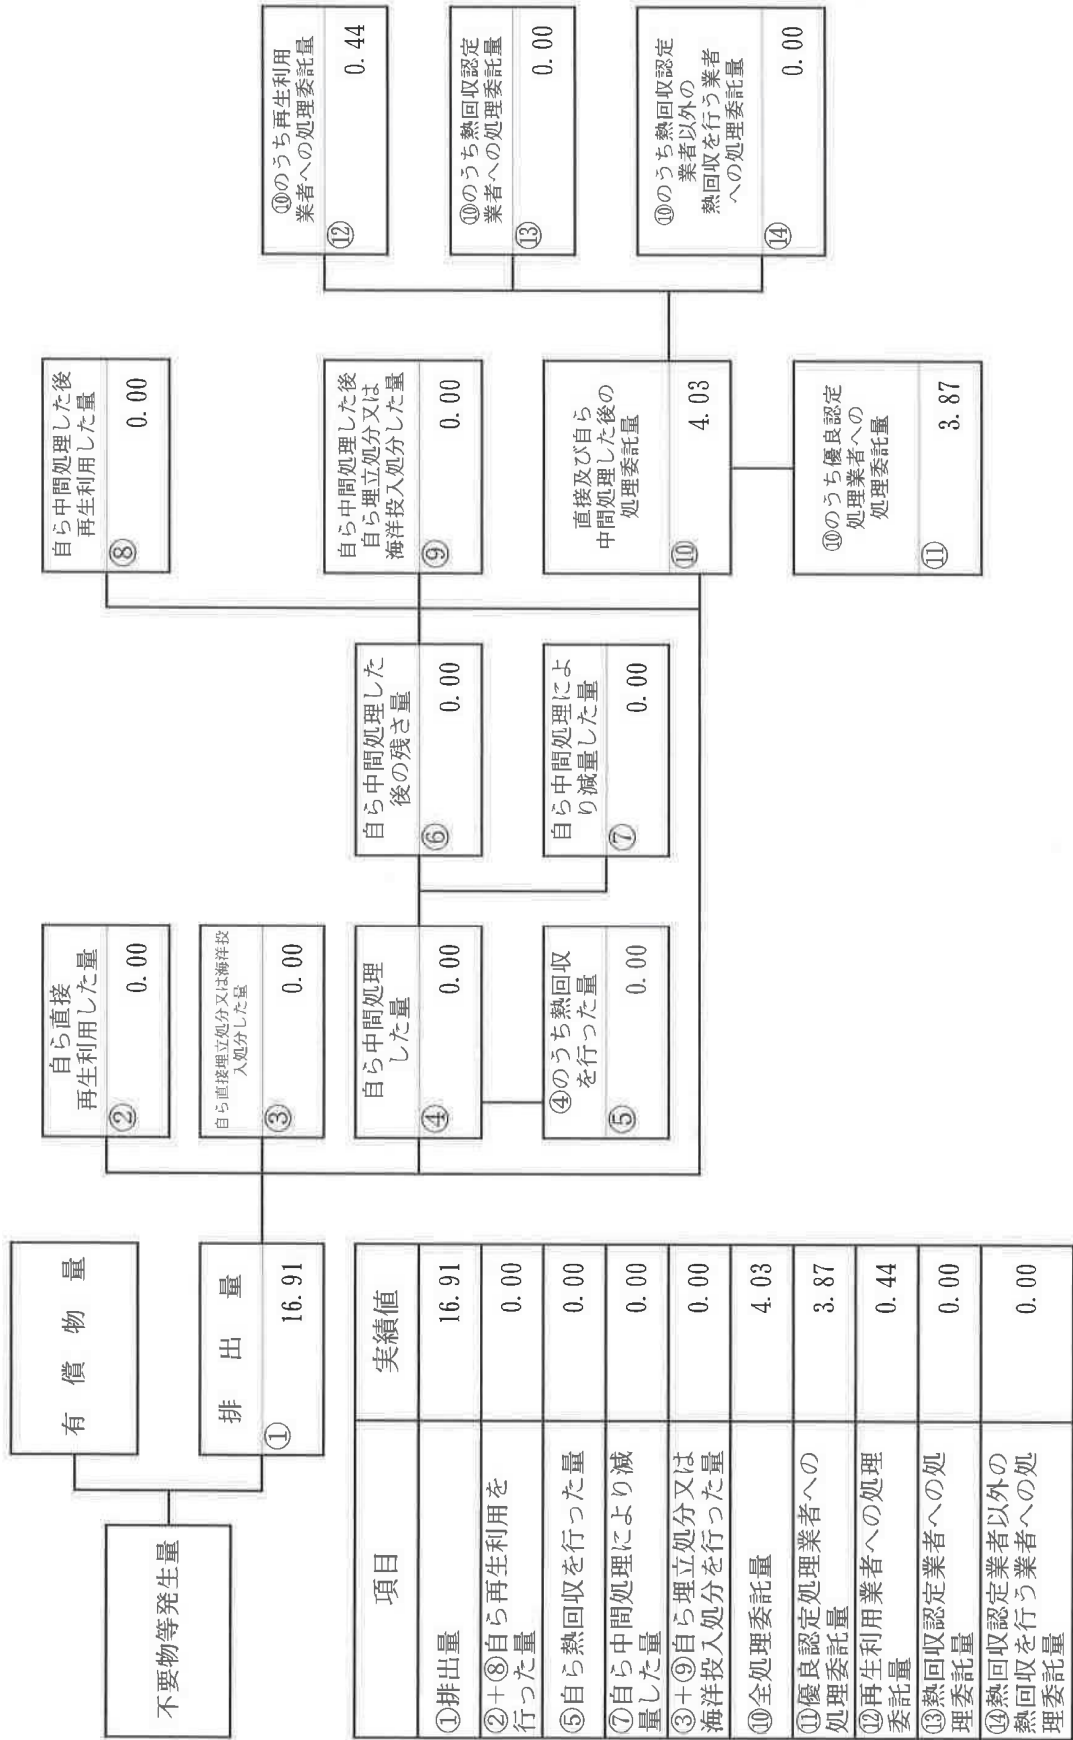 不要物等発生量
有償物量
排出量
①
16.91
自ら直接
再生利用した量
②
0.00
自ら直接埋立処分又は海洋投
入処分した量
③
0.00
自ら中間処理
した量
④
0.00
④のうち熱回収
を行った量
⑤
0.00
自ら中間処理した
後の残さ量
⑥
0.00
自ら中間処理によ
り減量した量
⑦
0.00
自ら中間処理した後
再生利用した量
⑧
0.00
自ら中間処理した後
自ら埋立処分又は
海洋投入処分した量
⑨
0.00
直接及び自ら
中間処理した後の
処理委託量
⑩
4.03
⑩のうち優良認定
処理業者への
処理委託量
⑪
3.87
⑩のうち再生利用
業者への処理委託量
⑫
0.44
⑩のうち熱回収認定
業者への処理委託量
⑬
0.00
⑩のうち熱回収認定
業者以外の
熱回収を行う業者
への処理委託量
⑭
0.00
項目 実績値
①排出量 16.91
②+⑧自ら再生利用を
行った量 0.00
⑤自ら熱回収を行った量 0.00
⑦自ら中間処理により減
量した量 0.00
③+⑨自ら埋立処分又は
海洋投入処分を行った量 0.00
⑩全処理委託量 4.03
⑪優良認定処理業者への
処理委託量 3.87
⑫再生利用業者への処理
委託量 0.44
⑬熱回収認定業者への処
理委託量 0.00
⑭熱回収認定業者以外の
熱回収を行う業者への処
理委託量 0.00